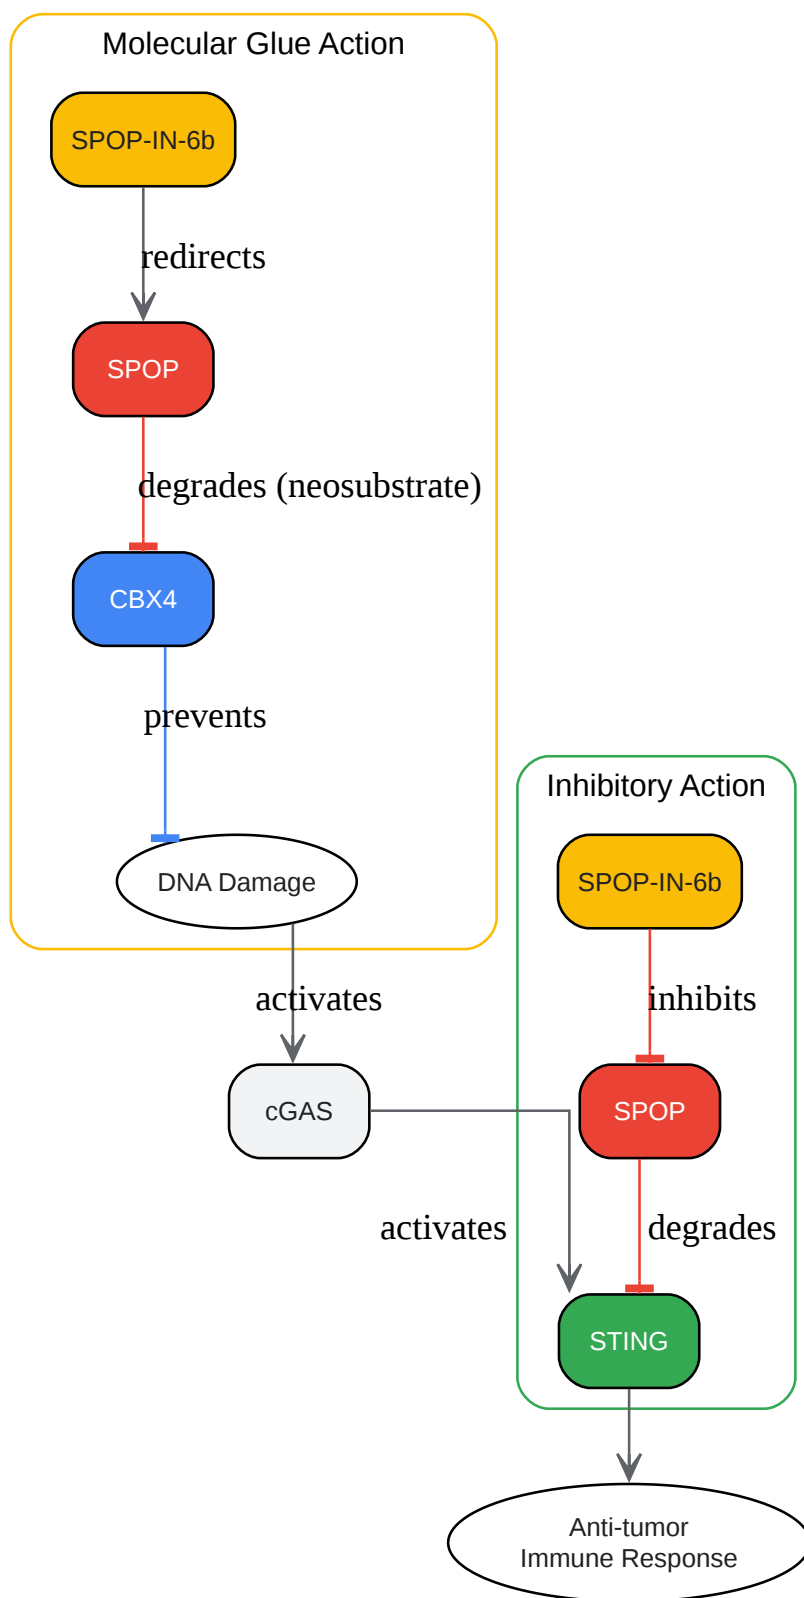 Molecular Glue Action
SPOP-IN-6b
redirects
SPOP
degrades (neosubstrate)
CBX4
prevents
DNA Damage
activates
cGAS
activates
Inhibitory Action
SPOP-IN-6b
inhibits
SPOP
degrades
STING
Anti-tumor
Immune Response